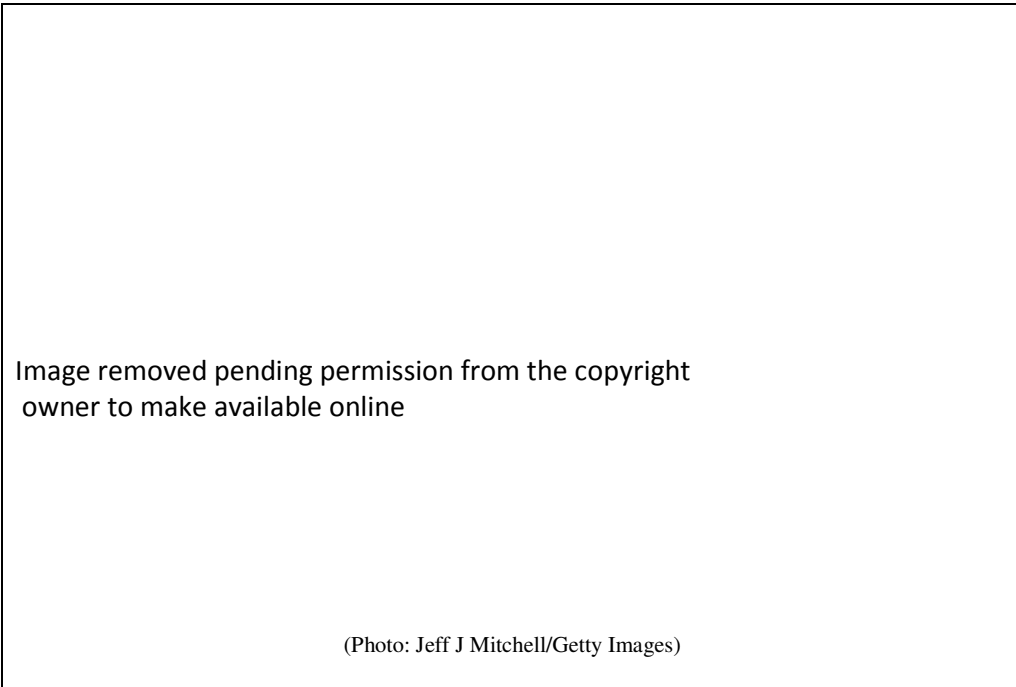 Image removed pending permission from the copyright
owner to make available online
(Photo: Jeff J Mitchell/Getty Images)